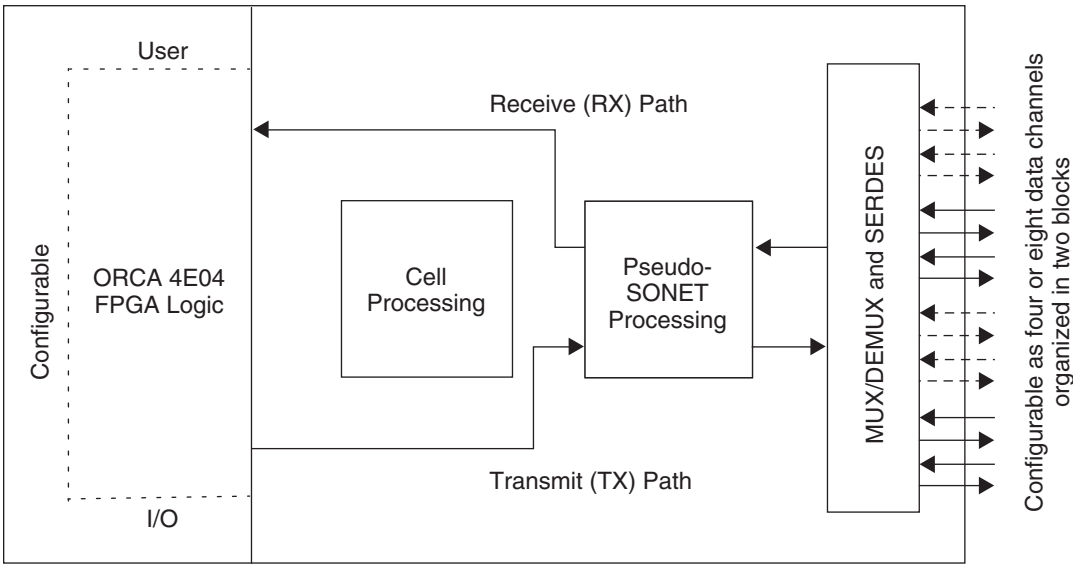 User
Configurable
ORCA 4E04
FPGA Logic
I/O
Receive (RX) Path
Cell
Processing
Pseudo-
SONET
Processing
Transmit (TX) Path
MUX/DEMUX and SERDES
Configurable as four or eight data channels
organized in two blocks